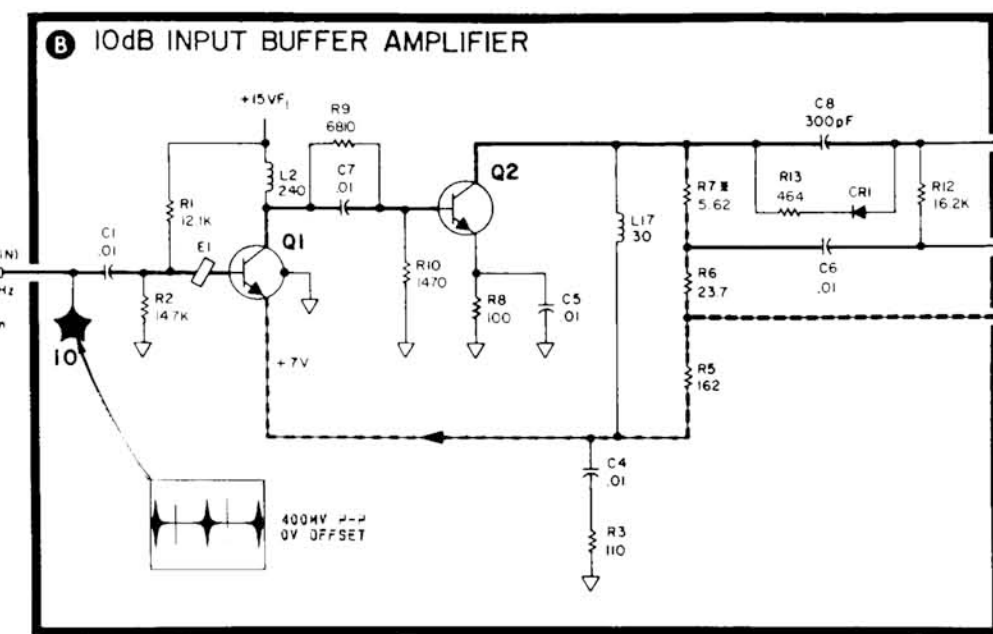 B 10dB INPUT BUFFER AMPLIFIER
+15VF1
R9
6810
C8
300pF
L2
240
C7
.01
Q2
R7※
5.62
R13
464
CR1
R12
16.2K
R1
12.1K
C1
.01
E1
Q1
L17
30
IN)
Hz
R2
14.7K
R10
1470
R8
100
C5
.01
R6
23.7
C6
.01
10
+7V
R5
162
C4
.01
400MV P-P
0V OFFSET
R3
110